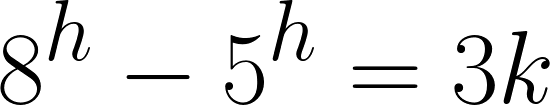 8^h − 5^h = 3k